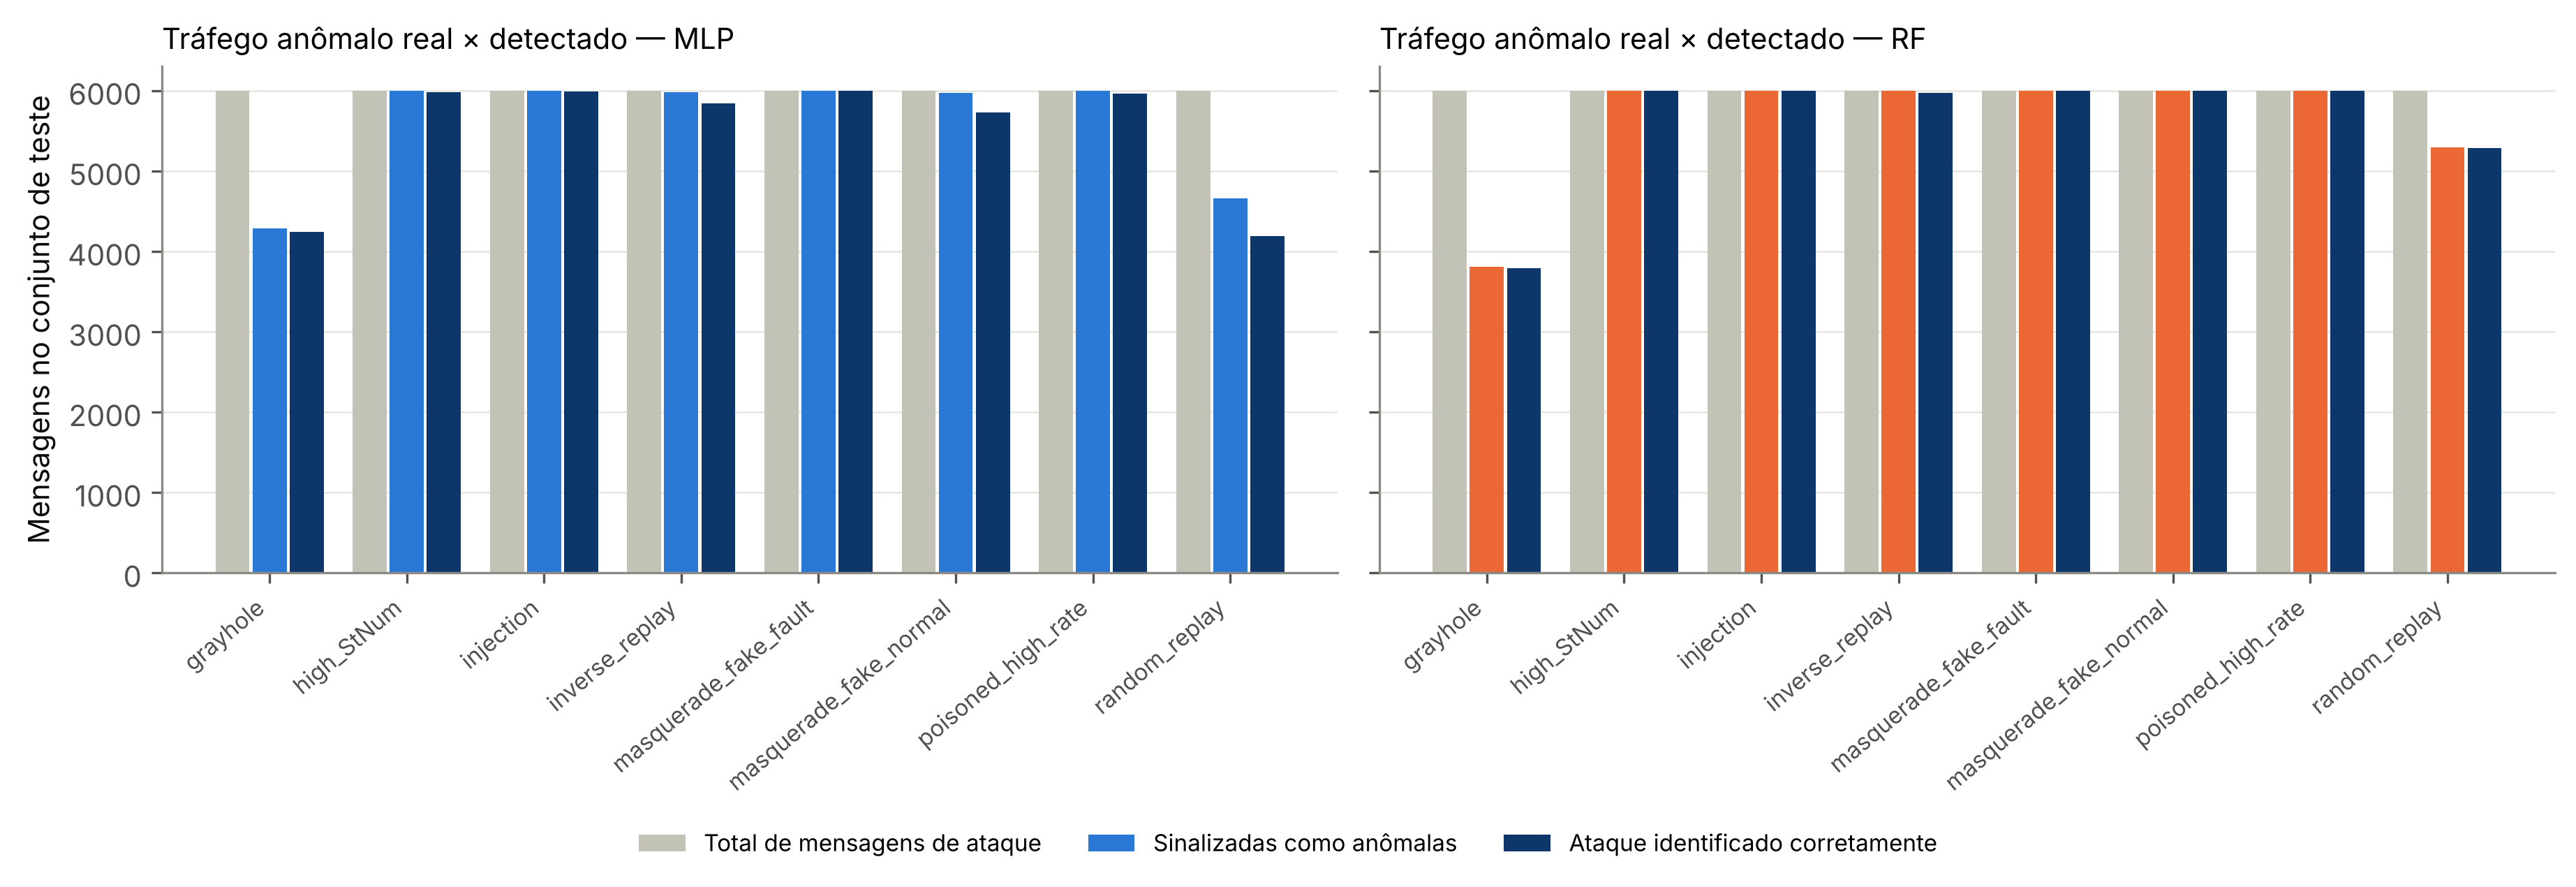 Tráfego anômalo real × detectado — MLP
Tráfego anômalo real × detectado — RF
Mensagens no conjunto de teste
6000
5000
4000
3000
2000
1000
0
grayhole
high_StNum
injection
inverse_replay
masquerade_fake_fault
masquerade_fake_normal
poisoned_high_rate
random_replay
grayhole
high_StNum
injection
inverse_replay
masquerade_fake_fault
masquerade_fake_normal
poisoned_high_rate
random_replay
Total de mensagens de ataque
Sinalizadas como anômalas
Ataque identificado corretamente